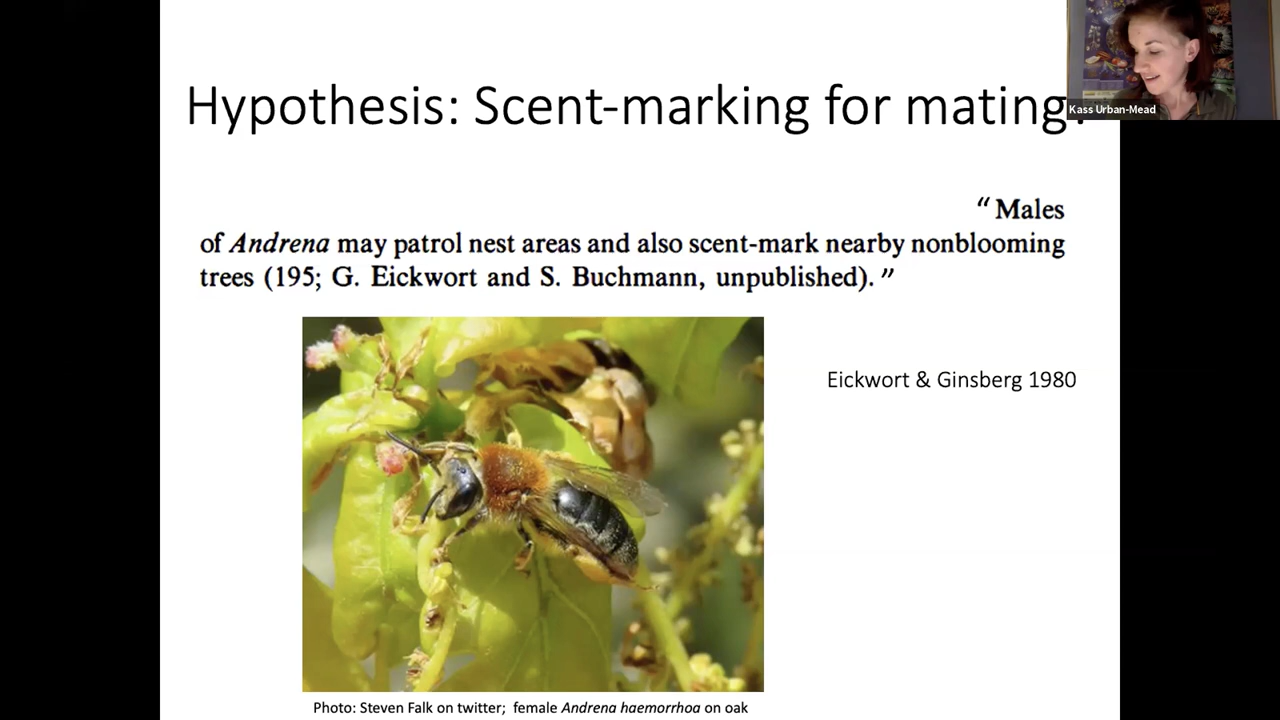 Hypothesis: Scent-marking for mating?
Kass Urban-Mead
“Males
of Andrena may patrol nest areas and also scent-mark nearby nonblooming
trees (195; G. Eickwort and S. Buchmann, unpublished).”
Eickwort & Ginsberg 1980
Photo: Steven Falk on twitter;  female Andrena haemorrhoa on oak